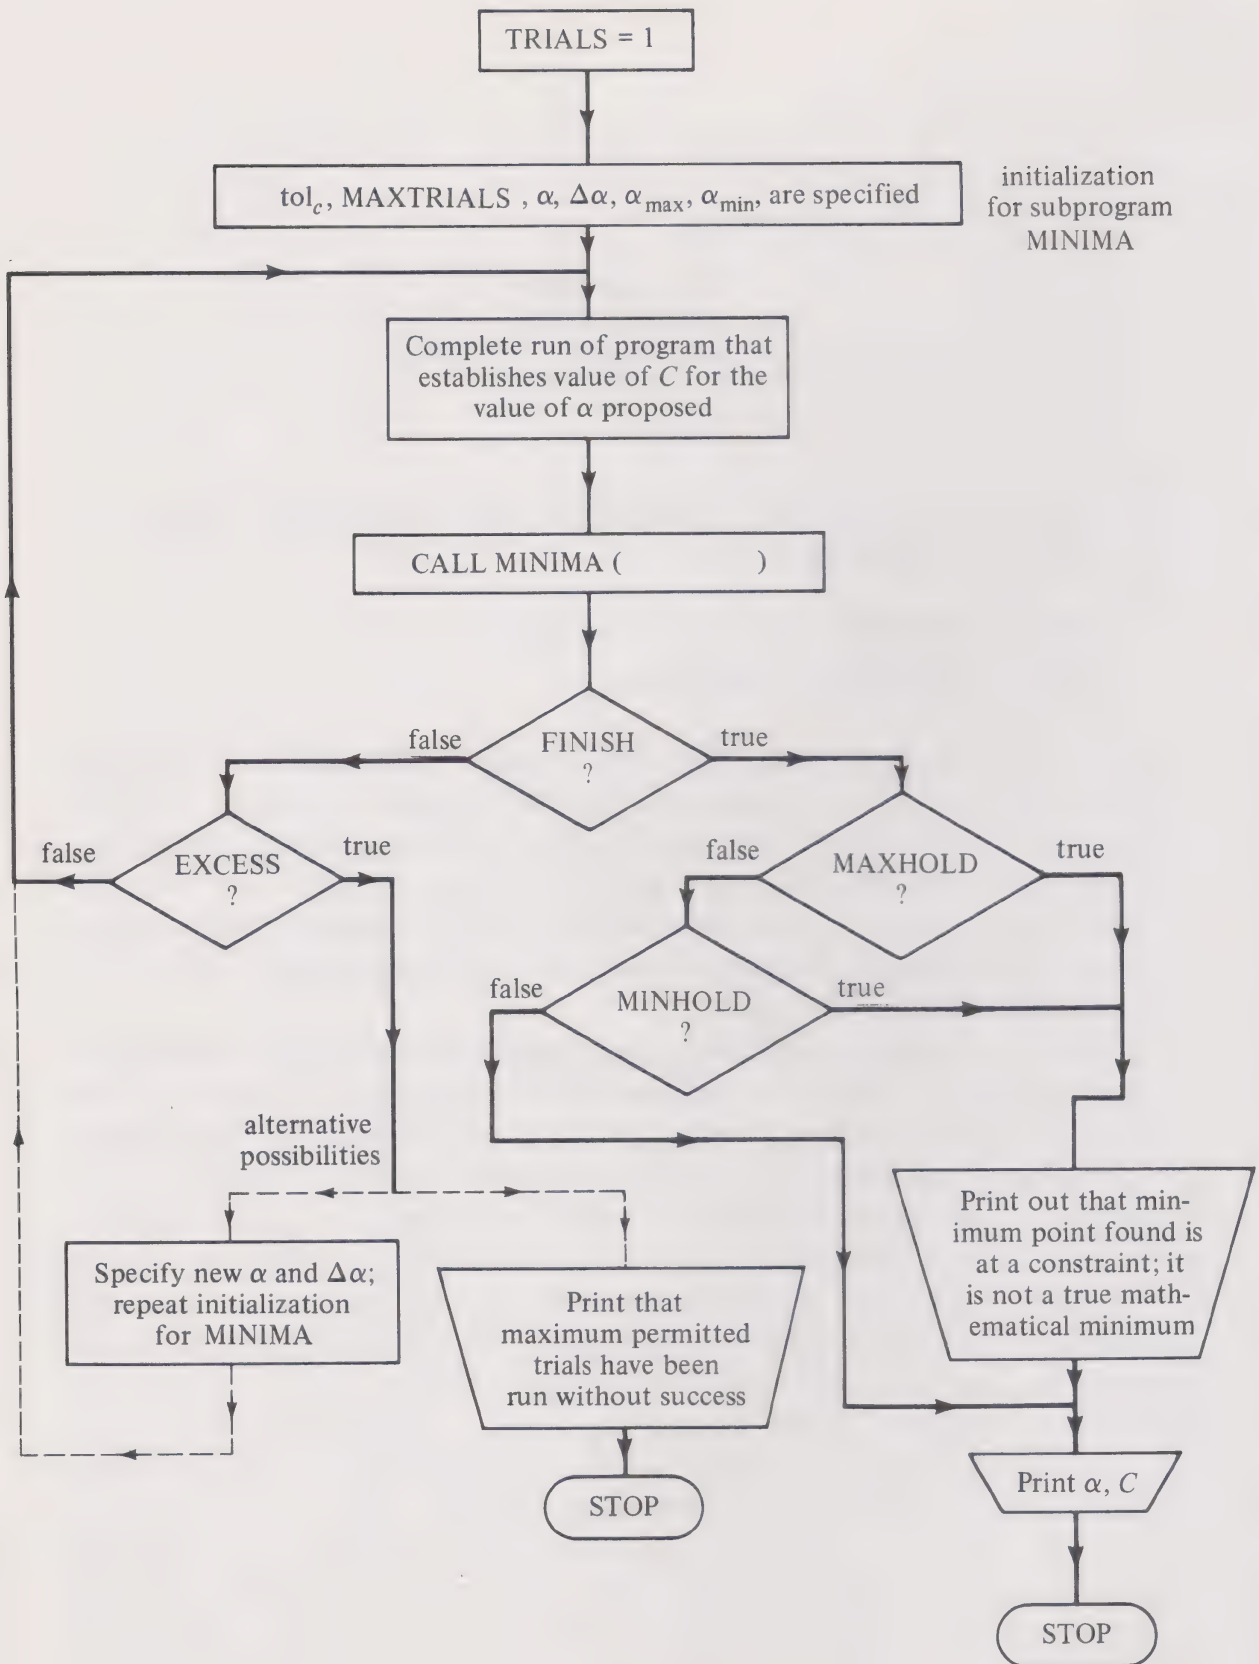 TRIALS = 1
tol_c, MAXTRIALS , α, Δα, α_max, α_min, are specified
initialization
for subprogram
MINIMA
Complete run of program that
establishes value of C for the
value of α proposed
CALL MINIMA ( )
false
FINISH
?
true
false
EXCESS
?
true
false
MAXHOLD
?
true
false
MINHOLD
?
true
alternative
possibilities
Specify new α and Δα;
repeat initialization
for MINIMA
Print that
maximum permitted
trials have been
run without success
STOP
Print out that min-
imum point found is
at a constraint; it
is not a true math-
ematical minimum
Print α, C
STOP